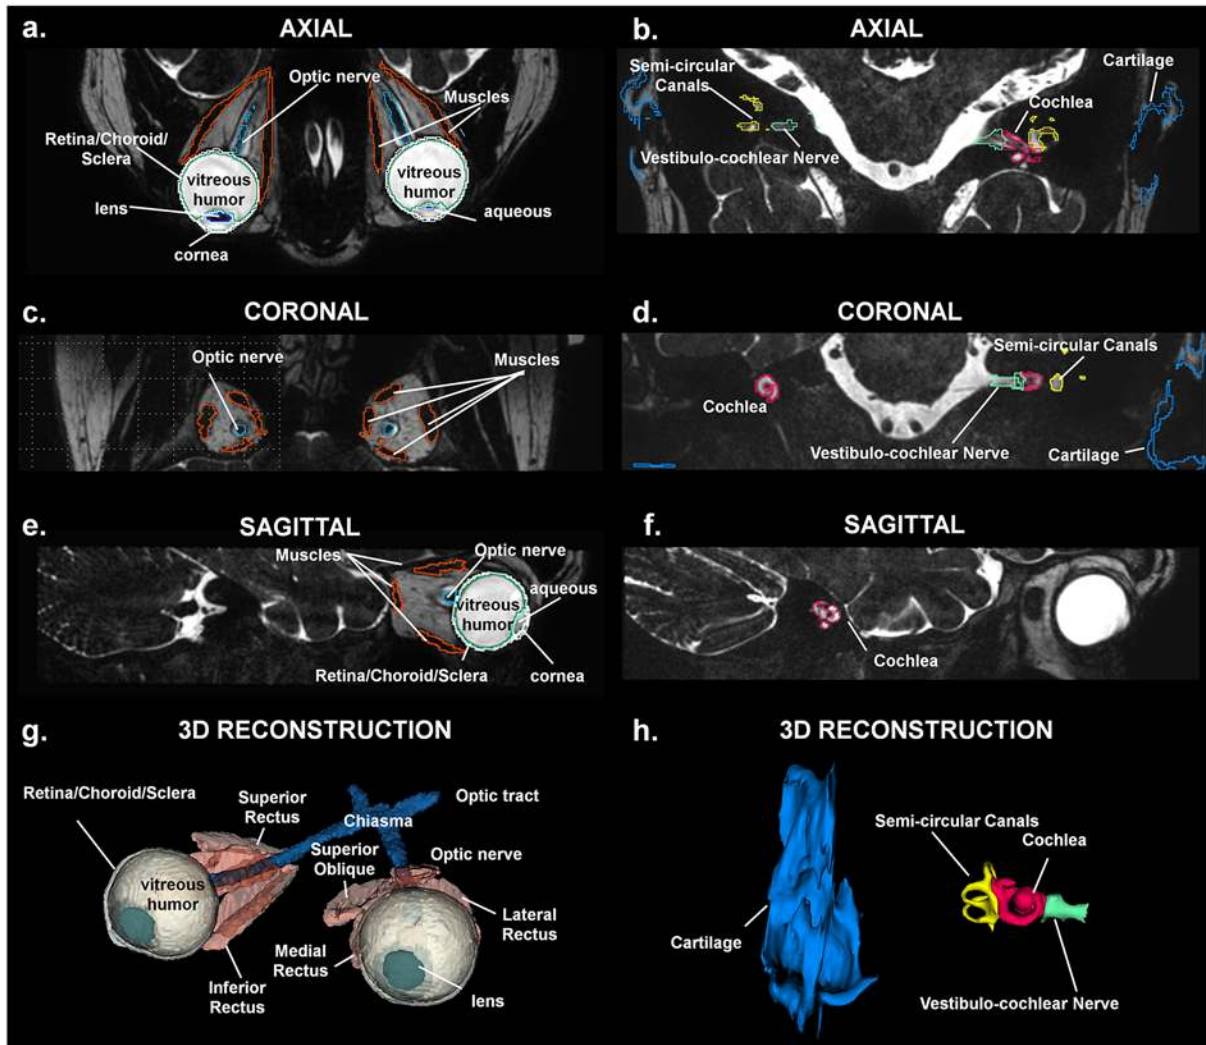 a.
AXIAL
Optic nerve
Muscles
Retina/Choroid/
Sclera
vitreous
humor
vitreous
humor
lens
aqueous
cornea
b.
AXIAL
Semi-circular
Canals
Cartilage
Cochlea
Vestibulo-cochlear Nerve
c.
CORONAL
Optic nerve
Muscles
d.
CORONAL
Semi-circular Canals
Cochlea
Vestibulo-cochlear Nerve
Cartilage
e.
SAGITTAL
Muscles
Optic nerve
aqueous
vitreous
humor
Retina/Choroid/Sclera
cornea
f.
SAGITTAL
Cochlea
g.
3D RECONSTRUCTION
Retina/Choroid/Sclera
Superior
Rectus
Optic tract
Chiasma
Superior
Oblique
Optic nerve
vitreous
humor
Lateral
Rectus
Medial
Rectus
Inferior
Rectus
lens
h.
3D RECONSTRUCTION
Semi-circular Canals
Cochlea
Cartilage
Vestibulo-cochlear Nerve